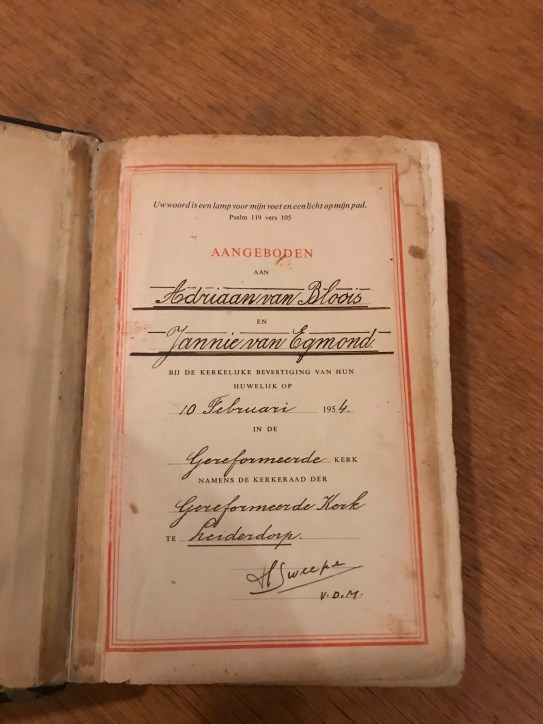 Uw woord is een lamp voor mijn voet en een licht op mijn pad.
Psalm 119 vers 105
AANGEBODEN
AAN
Adriaan van Blois
EN
Jannie van Egmond
BIJ DE KERKELIJKE BEVESTIGING VAN HUN
HUWELIJK OP
10 Februari 1954.
IN DE
Gereformeerde KERK
NAMENS DE KERKERAAD DER
Gereformeerde Kerk
TE Leiderdorp.
V.D.M.